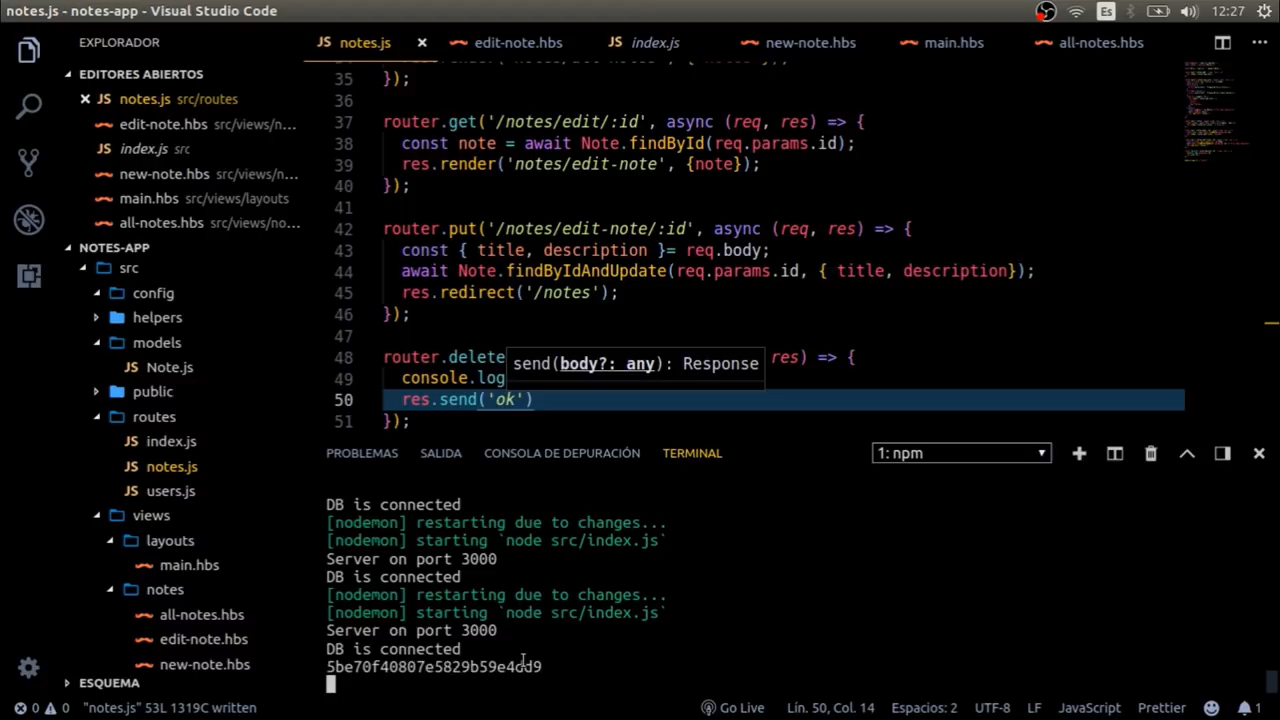 notes.js - notes-app - Visual Studio Code
Es
12:27
EXPLORADOR
JS notes.js
edit-note.hbs
JS index.js
new-note.hbs
main.hbs
all-notes.hbs
EDITORES ABIERTOS
JS notes.js src/routes
edit-note.hbs src/views/n...
JS index.js src
new-note.hbs src/views/n...
main.hbs src/views/layouts
all-notes.hbs src/views/no...
NOTES-APP
src
config
helpers
models
JS Note.js
public
routes
JS index.js
JS notes.js
JS users.js
views
layouts
main.hbs
notes
all-notes.hbs
edit-note.hbs
new-note.hbs
ESQUEMA
35 });
36
37 router.get('/notes/edit/:id', async (req, res) => {
38 const note = await Note.findById(req.params.id);
39 res.render('notes/edit-note', {note});
40 });
41
42 router.put('/notes/edit-note/:id', async (req, res) => {
43 const { title, description }= req.body;
44 await Note.findByIdAndUpdate(req.params.id, { title, description});
45 res.redirect('/notes');
46 });
47
48 router.delete res) => {
send(body?: any): Response
49 console.log
50 res.send('ok')
51 });
PROBLEMAS
SALIDA
CONSOLA DE DEPURACIÓN
TERMINAL
1: npm
DB is connected
[nodemon] restarting due to changes...
[nodemon] starting `node src/index.js`
Server on port 3000
DB is connected
[nodemon] restarting due to changes...
[nodemon] starting `node src/index.js`
Server on port 3000
DB is connected
5be70f40807e5829b59e4dd9
0 0 "notes.js" 53L 1319C written
Go Live
Lín. 50, Col. 14
Espacios: 2
UTF-8
LF
JavaScript
Prettier
1